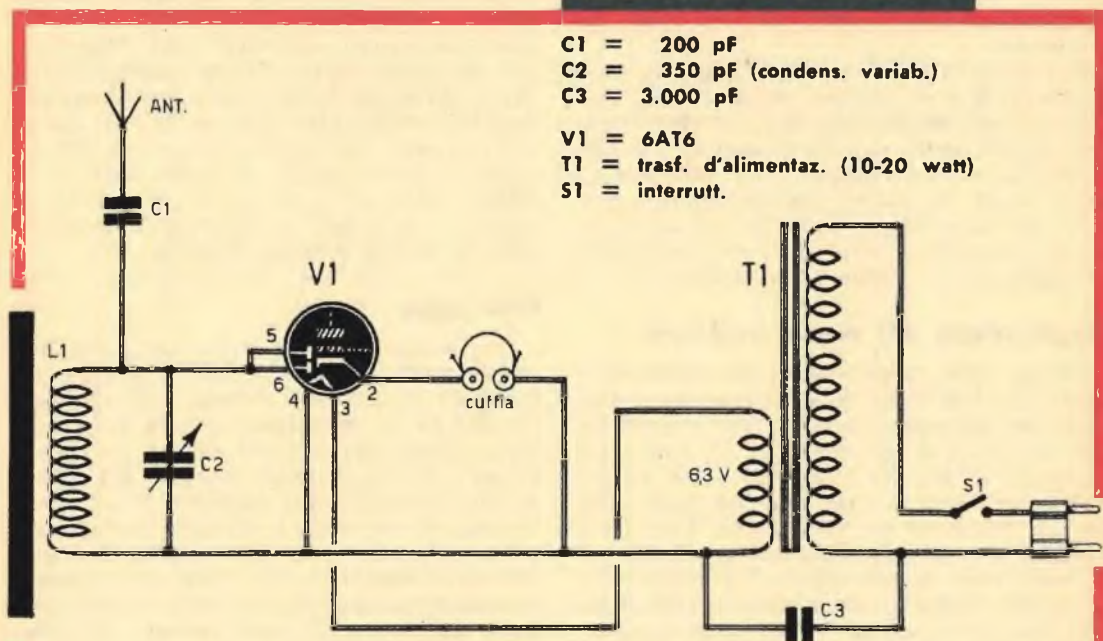 C1 = 200 pF
C2 = 350 pF (condens. variab.)
C3 = 3.000 pF
V1 = 6AT6
T1 = trasf. d'alimentaz. (10-20 watt)
S1 = interrutt.
ANT.
C1
V1
T1
L1
5
6
4
3
2
cuffia
C2
6,3 V
S1
C3